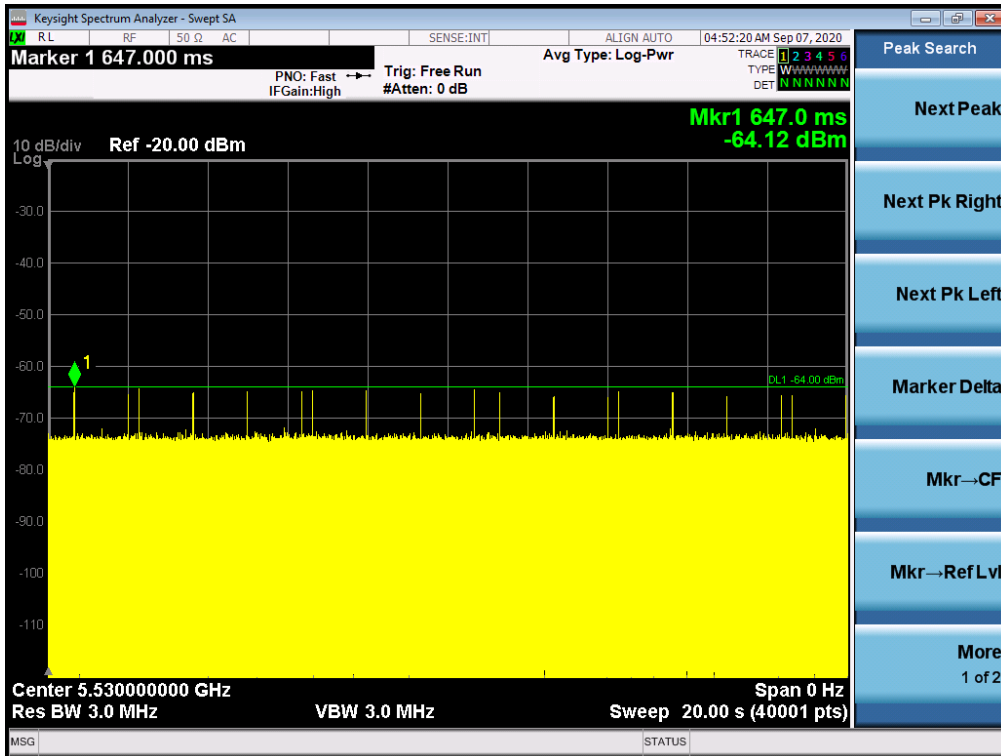 Keysight Spectrum Analyzer - Swept SA
LXI RL RF 50 Ω AC SENSE:INT ALIGN AUTO 04:52:20 AM Sep 07, 2020
Marker 1 647.000 ms
PNO: Fast
IFGain:High
Trig: Free Run
#Atten: 0 dB
Avg Type: Log-Pwr
TRACE 1 2 3 4 5 6
TYPE W W W W W W
DET N N N N N N
Mkr1 647.0 ms
-64.12 dBm
10 dB/div
Log
Ref -20.00 dBm
-30.0
-40.0
-50.0
-60.0
-70.0
-80.0
-90.0
-100
-110
1
DL1 -64.00 dBm
Center 5.530000000 GHz
Span 0 Hz
Res BW 3.0 MHz
VBW 3.0 MHz
Sweep 20.00 s (40001 pts)
MSG
STATUS
Peak Search
Next Peak
Next Pk Right
Next Pk Left
Marker Delta
Mkr→CF
Mkr→Ref Lvl
More
1 of 2